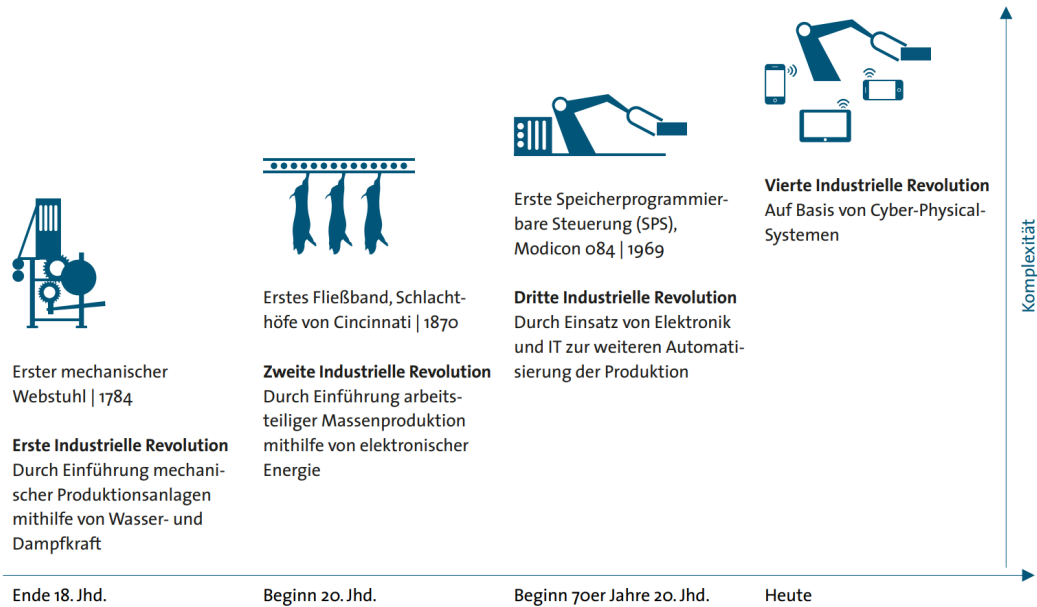 Erster mechanischer
Webstuhl | 1784
Erste Industrielle Revolution
Durch Einführung mechani-
scher Produktionsanlagen
mithilfe von Wasser- und
Dampfkraft
Ende 18. Jhd.
Erstes Fließband, Schlacht-
höfe von Cincinnati | 1870
Zweite Industrielle Revolution
Durch Einführung arbeits-
teiliger Massenproduktion
mithilfe von elektronischer
Energie
Beginn 20. Jhd.
Erste Speicherprogrammier-
bare Steuerung (SPS),
Modicon 084 | 1969
Dritte Industrielle Revolution
Durch Einsatz von Elektronik
und IT zur weiteren Automati-
sierung der Produktion
Beginn 70er Jahre 20. Jhd.
Vierte Industrielle Revolution
Auf Basis von Cyber-Physical-
Systemen
Heute
Komplexität